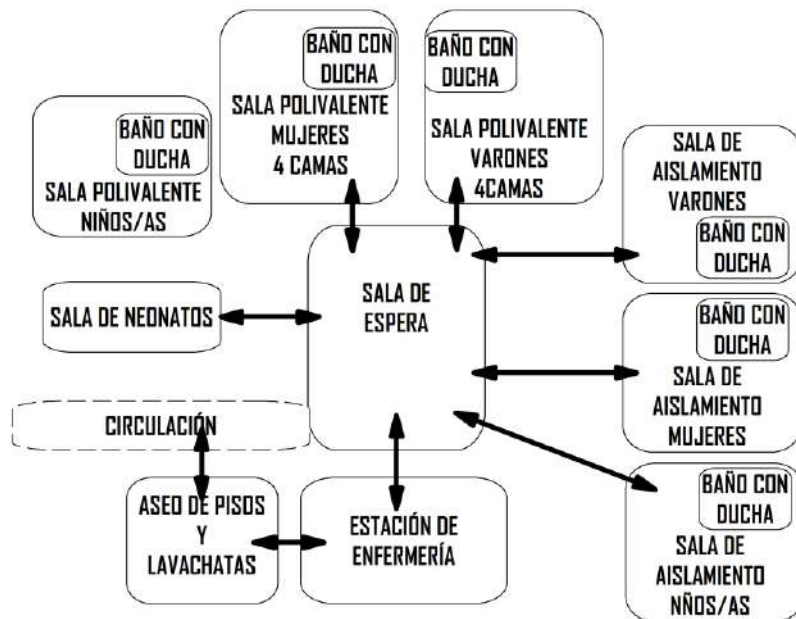 BAÑO CON
DUCHA
SALA POLIVALENTE
MUJERES
4 CAMAS
BAÑO CON
DUCHA
SALA POLIVALENTE
VARONES
4CAMAS
BAÑO CON
DUCHA
SALA POLIVALENTE
NIÑOS/AS
SALA DE
AISLAMIENTO
VARONES
BAÑO CON
DUCHA
SALA DE
ESPERA
SALA DE NEONATOS
BAÑO CON
DUCHA
SALA DE
AISLAMIENTO
MUJERES
CIRCULACIÓN
ASEO DE PISOS
Y
LAVACHATAS
ESTACIÓN DE
ENFERMERÍA
BAÑO CON
DUCHA
SALA DE
AISLAMIENTO
NÑOS/AS